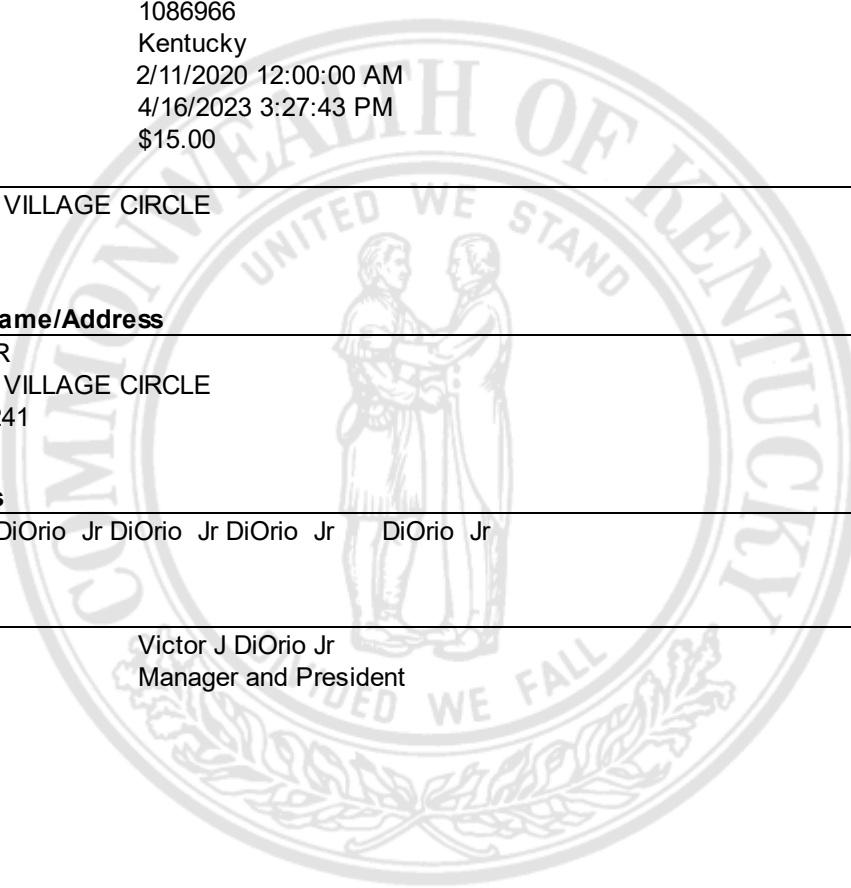 1086966
Kentucky
2/11/2020 12:00:00 AM
4/16/2023 3:27:43 PM
$15.00
VILLAGE CIRCLE
ame/Address
R
VILLAGE CIRCLE
241
s
DiOrio Jr DiOrio Jr DiOrio Jr DiOrio Jr
Victor J DiOrio Jr
Manager and President
COMMONWEALTH OF KENTUCKY
UNITED WE STAND
DIVIDED WE FALL